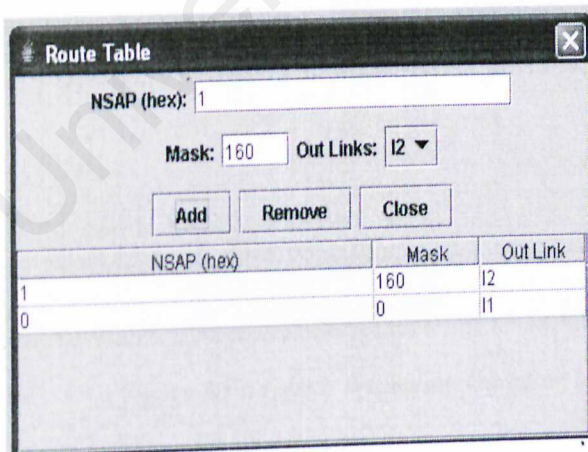 Route Table
NSAP (hex): 1
Mask: 160 Out Links: l2
Add Remove Close
NSAP (hex) Mask Out Link
1 160 l2
0 0 l1